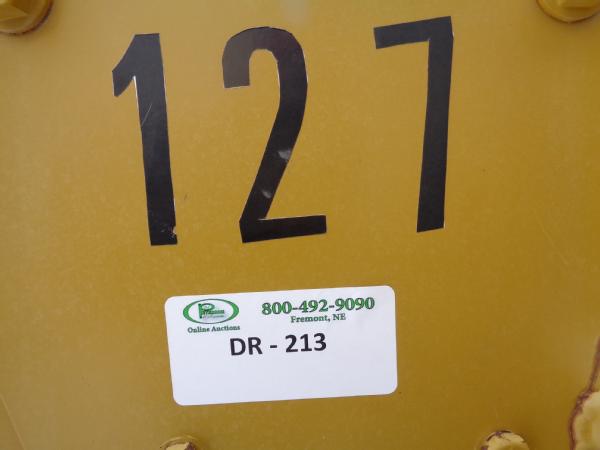 127
800-492-9090
Fremont, NE
Online Auctions
DR - 213